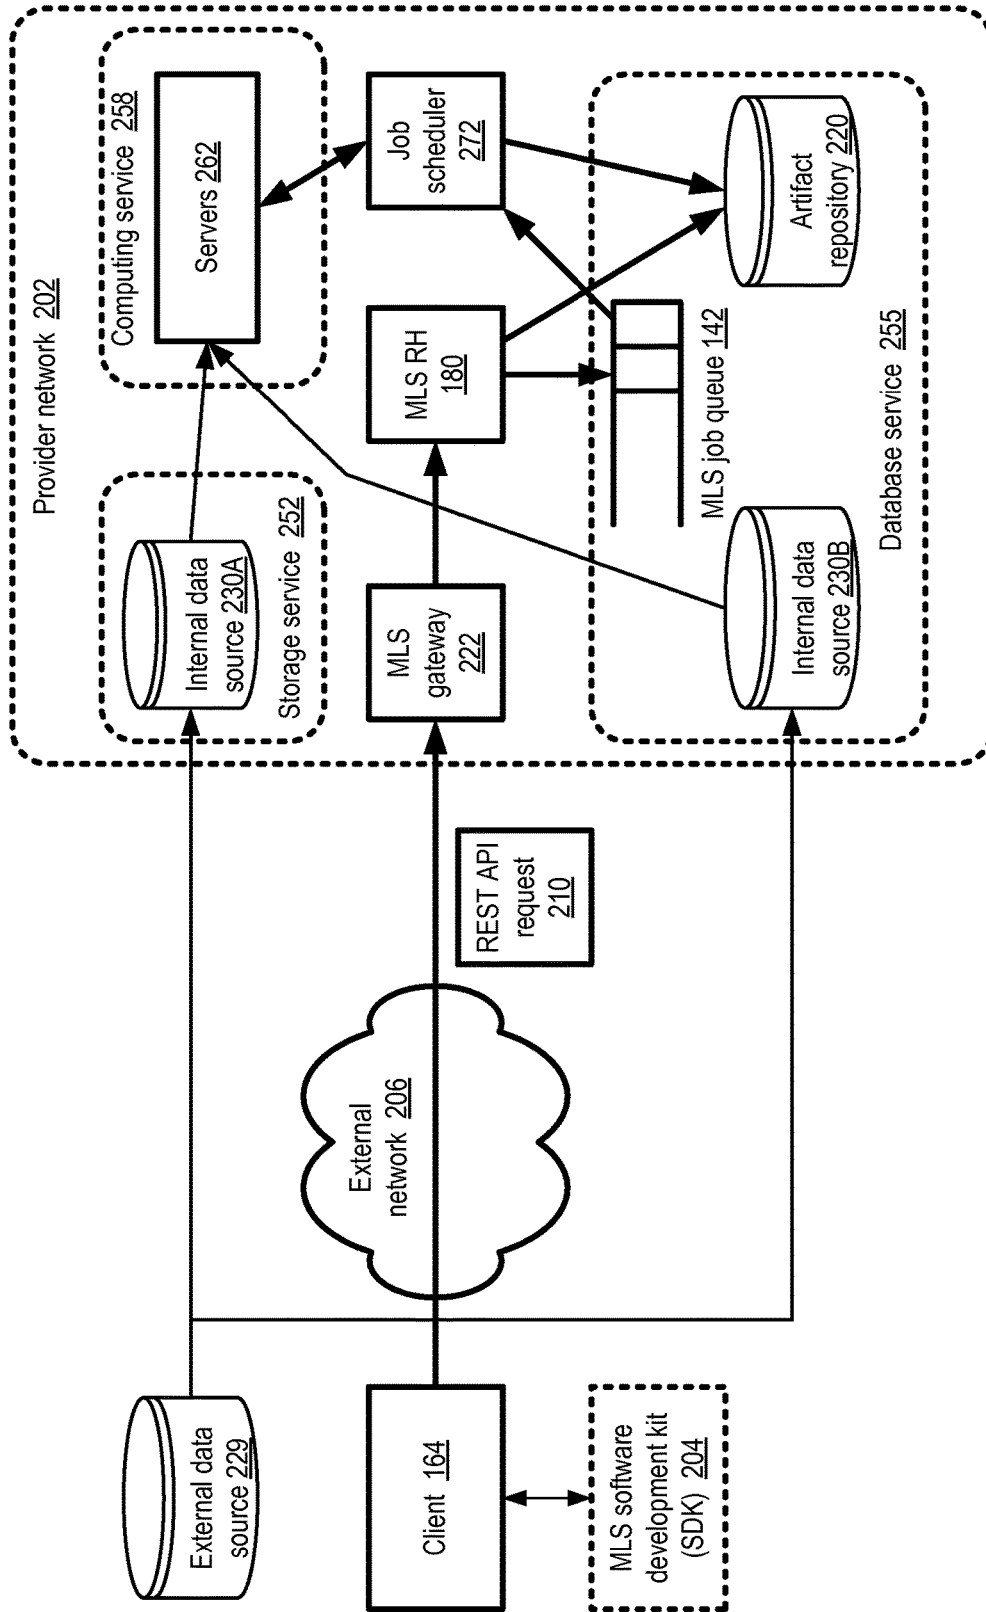 Provider network 202
External data
source 229
Internal data
source 230A
Storage service 252
Computing service 258
Servers 262
Client 164
External
network 206
REST API
request
210
MLS
gateway
222
MLS RH
180
Job
scheduler
272
MLS software
development kit
(SDK) 204
MLS job queue 142
Internal data
source 230B
Artifact
repository 220
Database service 255